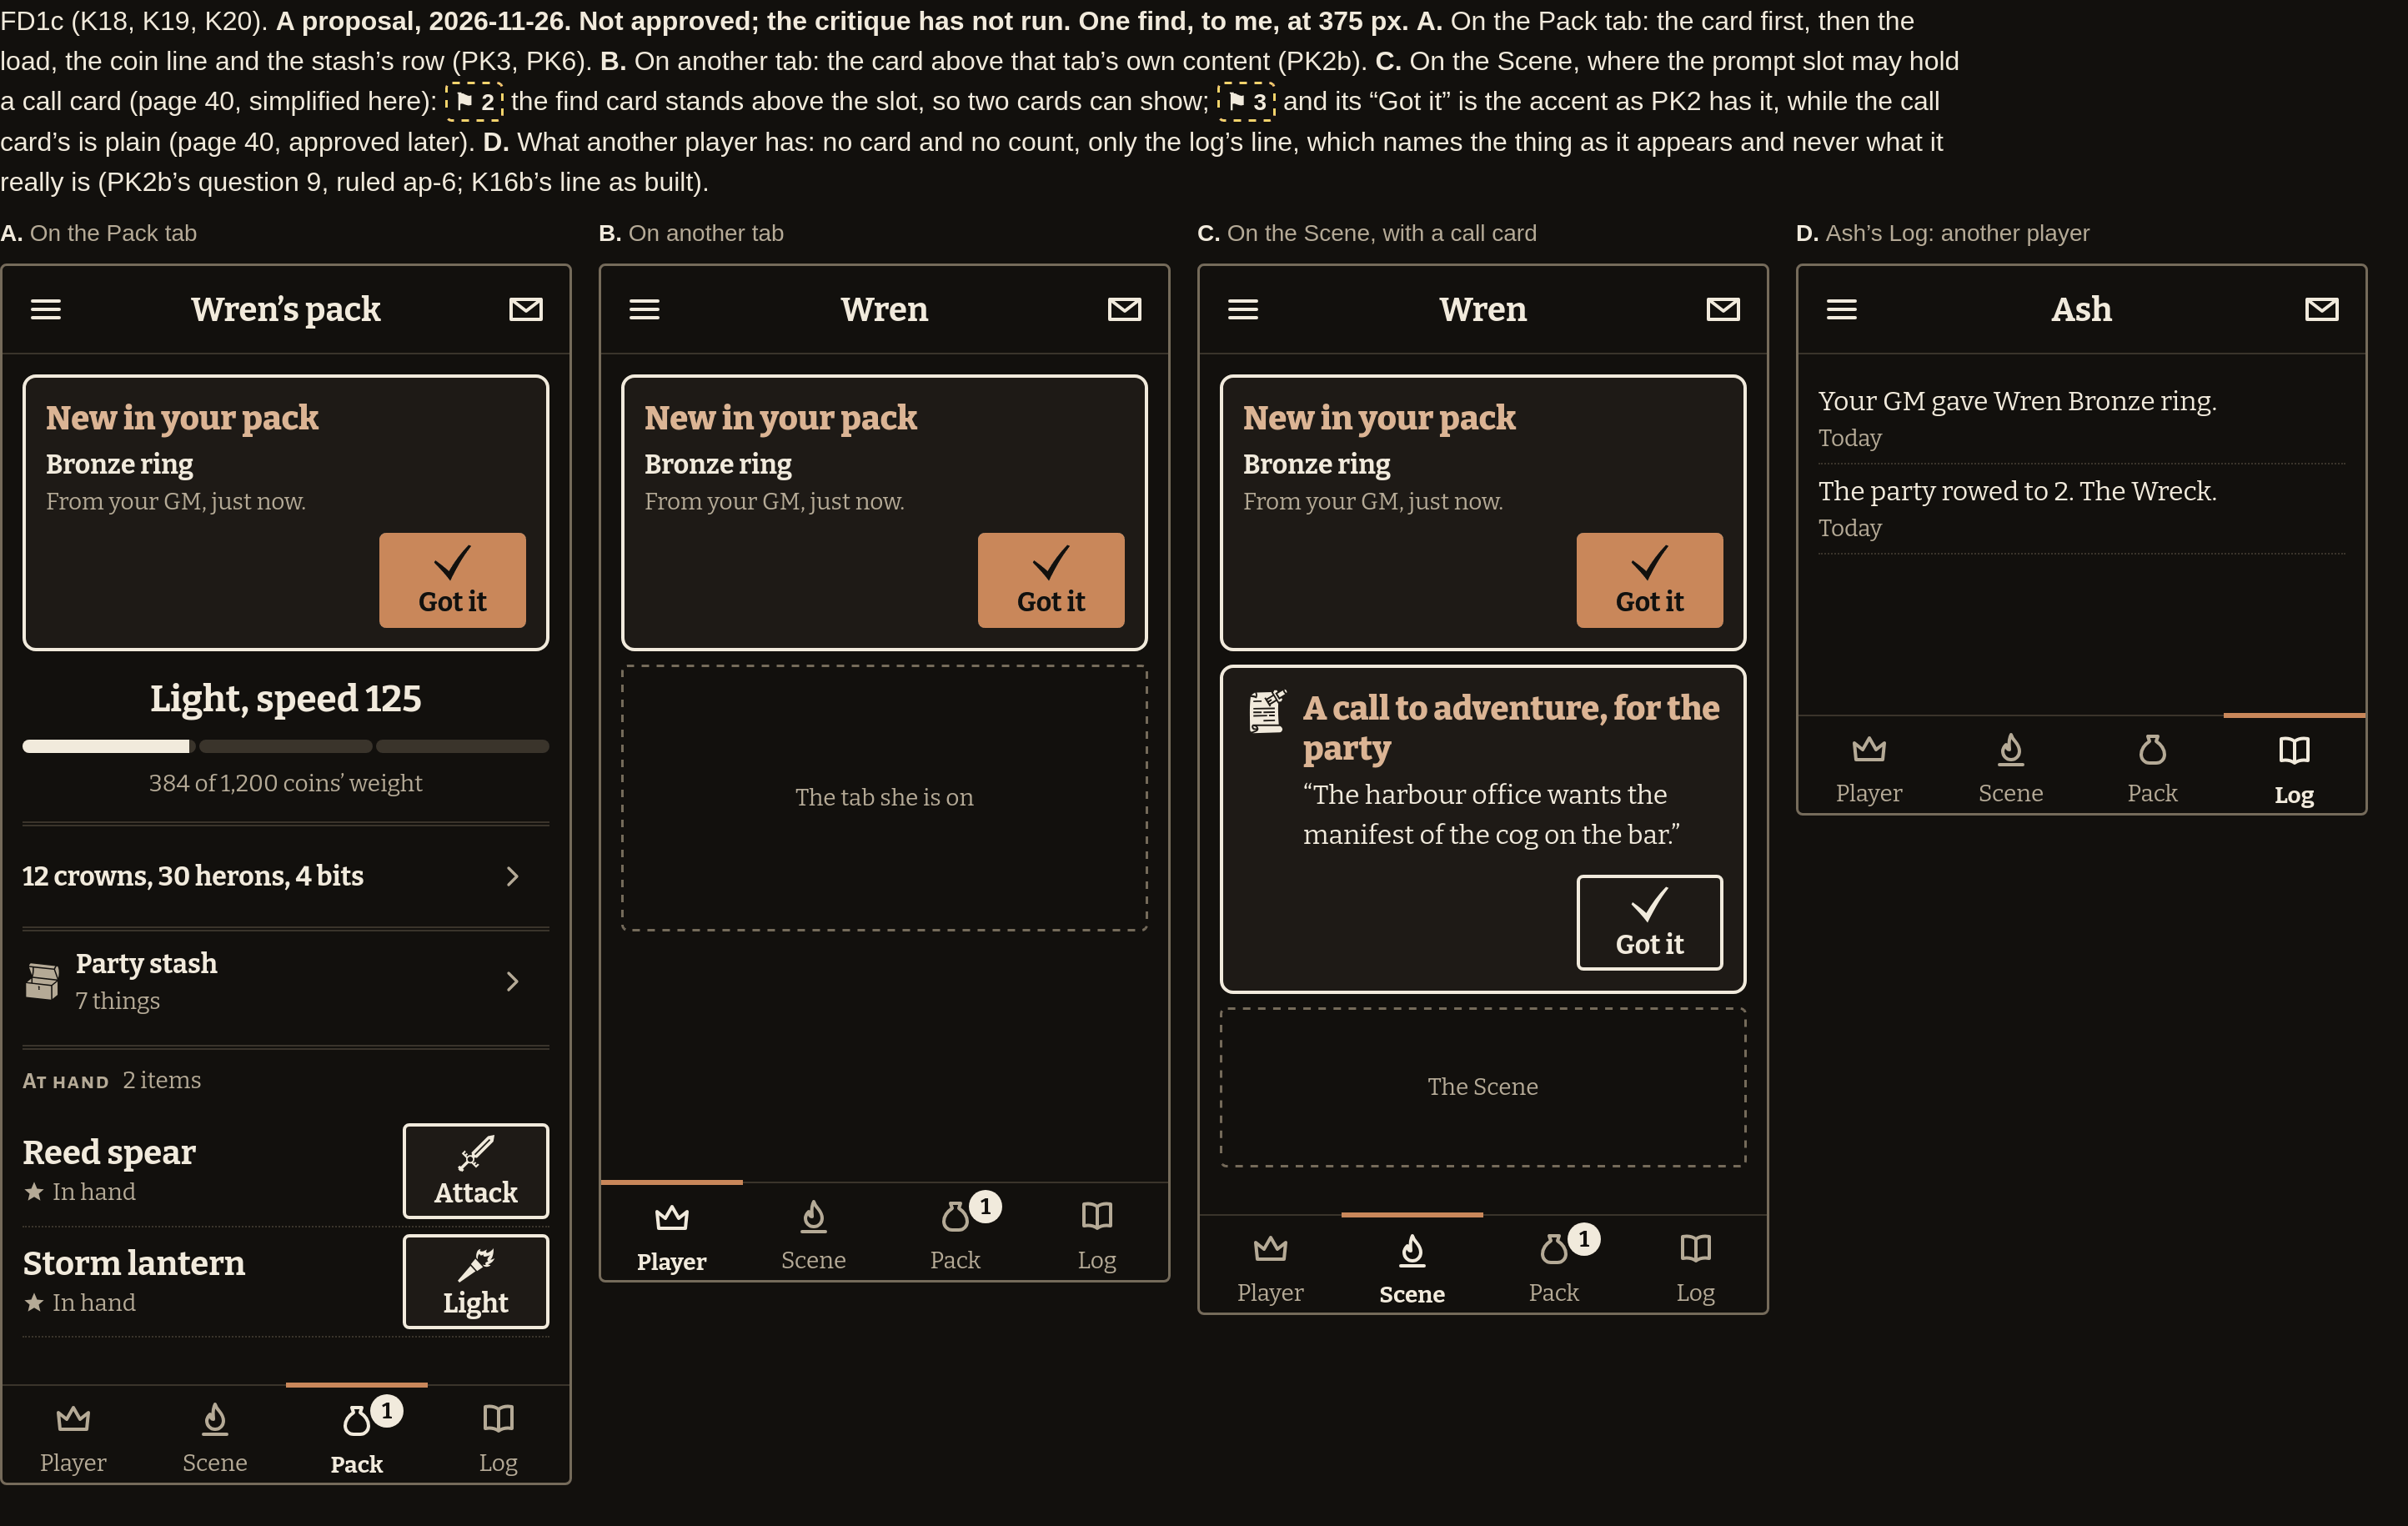 FD1c (K18, K19, K20). A proposal, 2026-11-26. Not approved; the critique has not run. One find, to me, at 375 px. A. On the Pack tab: the card first, then the
load, the coin line and the stash’s row (PK3, PK6). B. On another tab: the card above that tab’s own content (PK2b). C. On the Scene, where the prompt slot may hold
a call card (page 40, simplified here): ⚑ 2 the find card stands above the slot, so two cards can show; ⚑ 3 and its “Got it” is the accent as PK2 has it, while the call
card’s is plain (page 40, approved later). D. What another player has: no card and no count, only the log’s line, which names the thing as it appears and never what it
really is (PK2b’s question 9, ruled ap-6; K16b’s line as built).
A. On the Pack tab
Wren’s pack
New in your pack
Bronze ring
From your GM, just now.
Got it
Light, speed 125
384 of 1,200 coins’ weight
12 crowns, 30 herons, 4 bits
Party stash
7 things
AT HAND 2 items
Reed spear
In hand
Attack
Storm lantern
In hand
Light
1
Player
Scene
Pack
Log
B. On another tab
Wren
New in your pack
Bronze ring
From your GM, just now.
Got it
The tab she is on
1
Player
Scene
Pack
Log
C. On the Scene, with a call card
Wren
New in your pack
Bronze ring
From your GM, just now.
Got it
A call to adventure, for the
party
“The harbour office wants the
manifest of the cog on the bar.”
Got it
The Scene
1
Player
Scene
Pack
Log
D. Ash’s Log: another player
Ash
Your GM gave Wren Bronze ring.
Today
The party rowed to 2. The Wreck.
Today
Player
Scene
Pack
Log